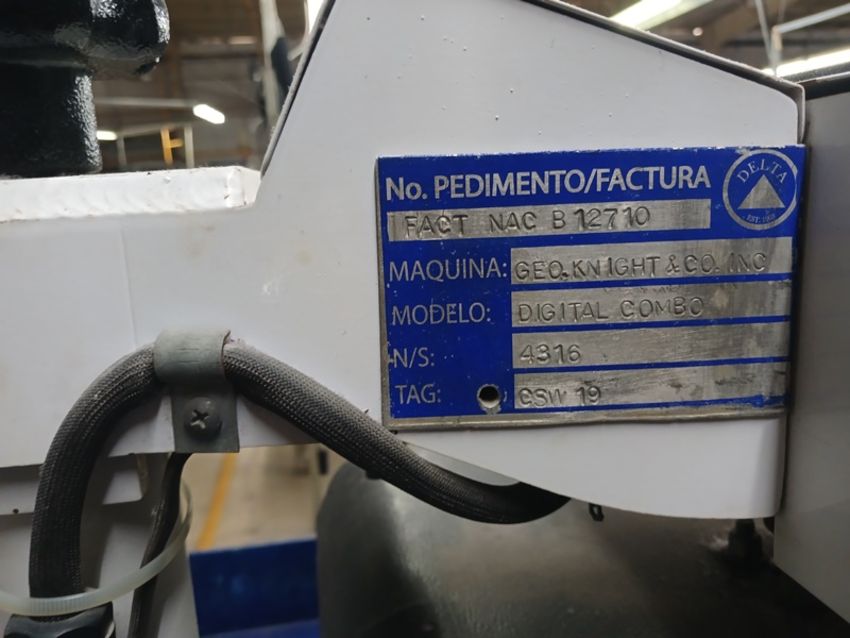 No. PEDIMENTO/FACTURA
DELTA
FACT NAC B 12710
MAQUINA: GEO.KNIGHT & CO. INC
MODELO: DIGITAL COMBO
N/S: 4316
TAG: CSW 19